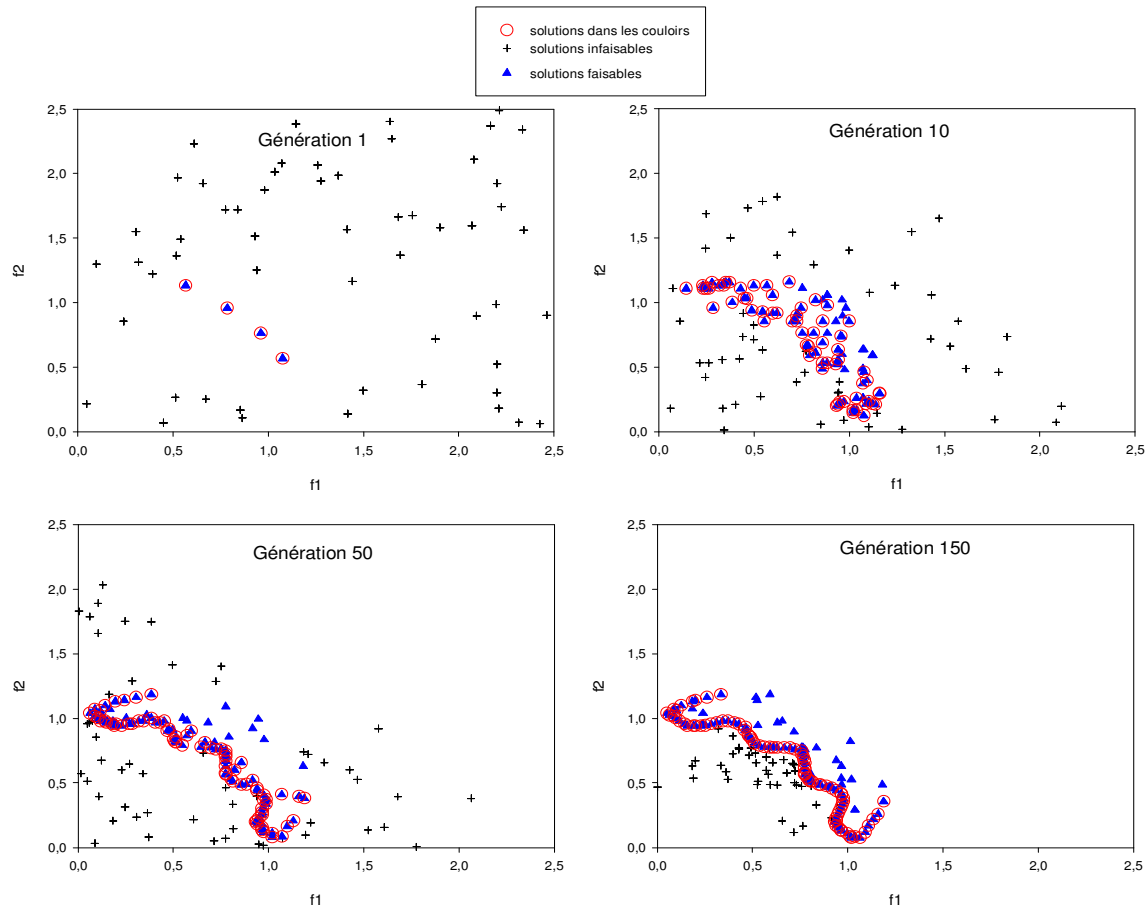 solutions dans les couloirs
solutions infaisables
solutions faisables
Génération 1
2,5
2,0
1,5
1,0
0,5
0,0
f2
0,0 0,5 1,0 1,5 2,0 2,5
f1
Génération 10
2,5
2,0
1,5
1,0
0,5
0,0
f2
0,0 0,5 1,0 1,5 2,0 2,5
f1
Génération 50
2,5
2,0
1,5
1,0
0,5
0,0
f2
0,0 0,5 1,0 1,5 2,0 2,5
f1
Génération 150
2,5
2,0
1,5
1,0
0,5
0,0
f2
0,0 0,5 1,0 1,5 2,0 2,5
f1